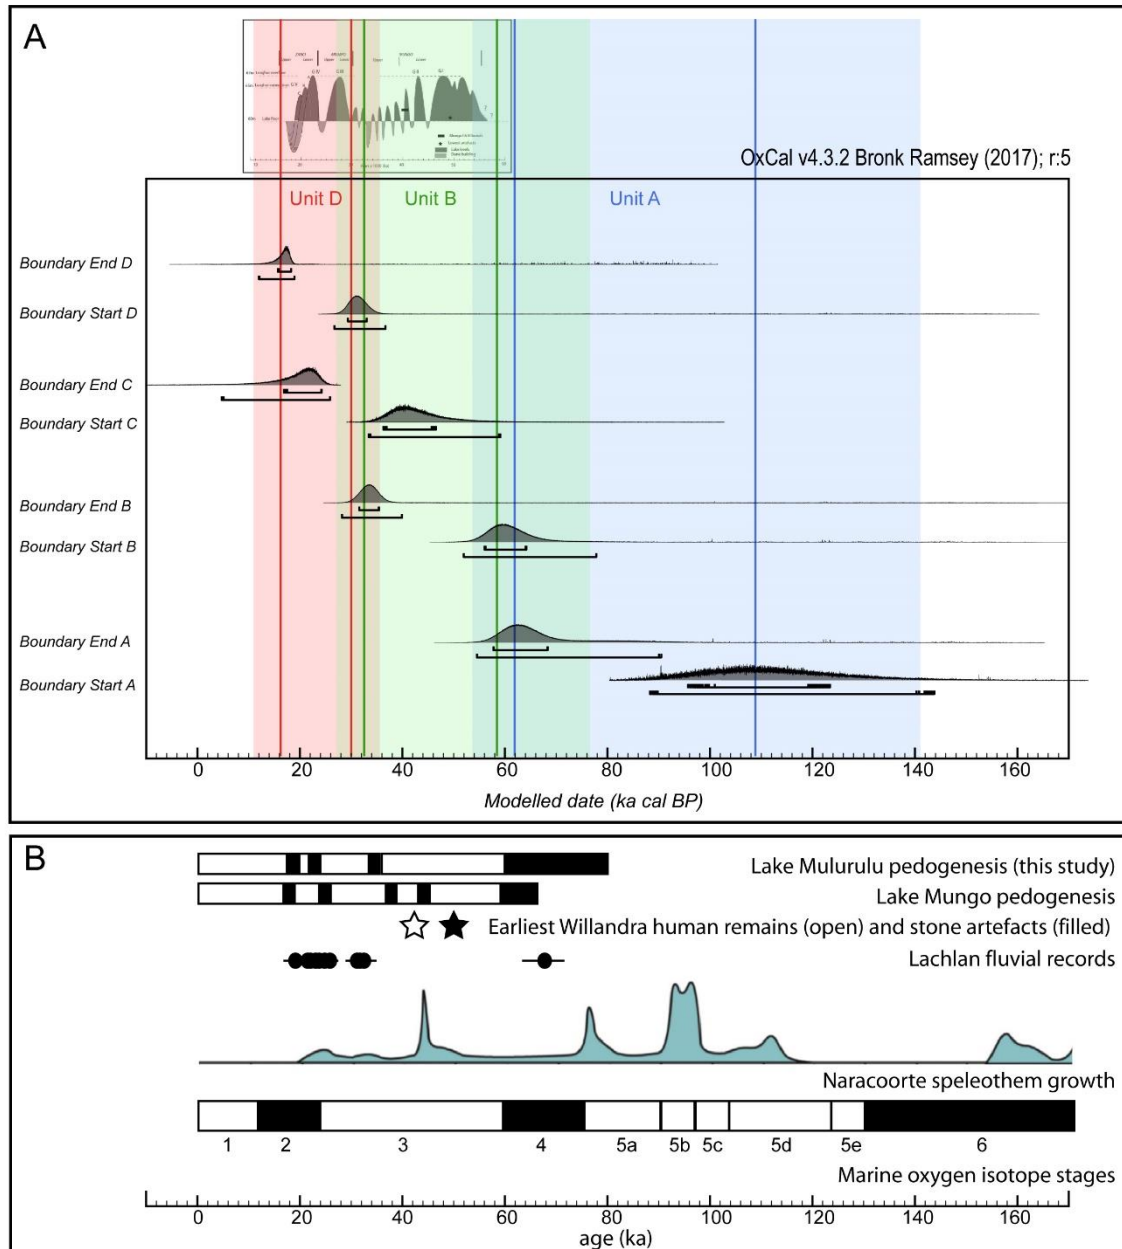 A
OxCal v4.3.2 Bronk Ramsey (2017); r:5
Unit D
Unit B
Unit A
Boundary End D
Boundary Start D
Boundary End C
Boundary Start C
Boundary End B
Boundary Start B
Boundary End A
Boundary Start A
0 20 40 60 80 100 120 140 160
Modelled date (ka cal BP)
B
Lake Mulurulu pedogenesis (this study)
Lake Mungo pedogenesis
Earliest Willandra human remains (open) and stone artefacts (filled)
Lachlan fluvial records
Naracoorte speleothem growth
1 2 3 4 5a 5b 5c 5d 5e 6
Marine oxygen isotope stages
0 20 40 60 80 100 120 140 160
age (ka)